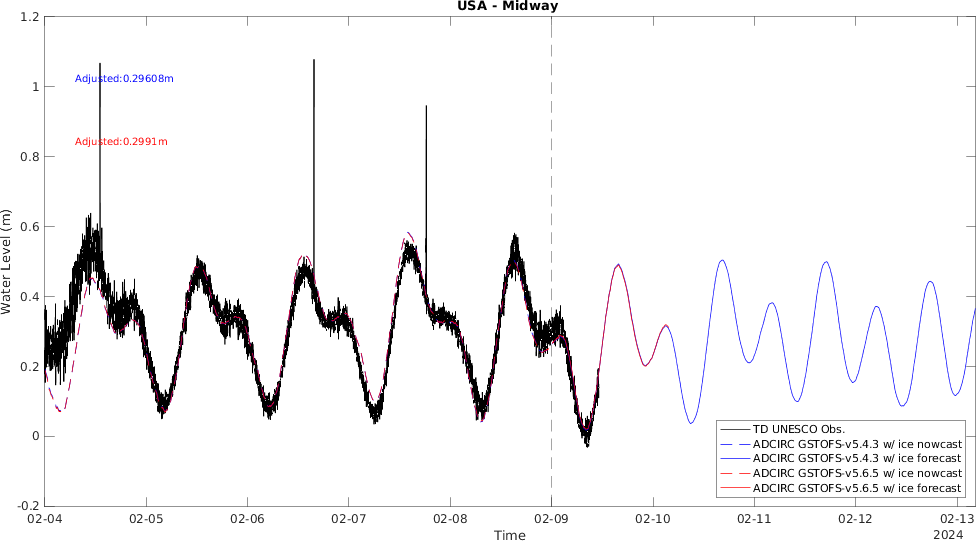 USA - Midway
1.2
1
0.8
0.6
0.4
0.2
0
-0.2
Water Level (m)
Adjusted:0.29608m
Adjusted:0.2991m
TD UNESCO Obs.
ADCIRC GSTOFS-v5.4.3 w/ ice nowcast
ADCIRC GSTOFS-v5.4.3 w/ ice forecast
ADCIRC GSTOFS-v5.6.5 w/ ice nowcast
ADCIRC GSTOFS-v5.6.5 w/ ice forecast
02-04 02-05 02-06 02-07 02-08 02-09 02-10 02-11 02-12 02-13
Time
2024